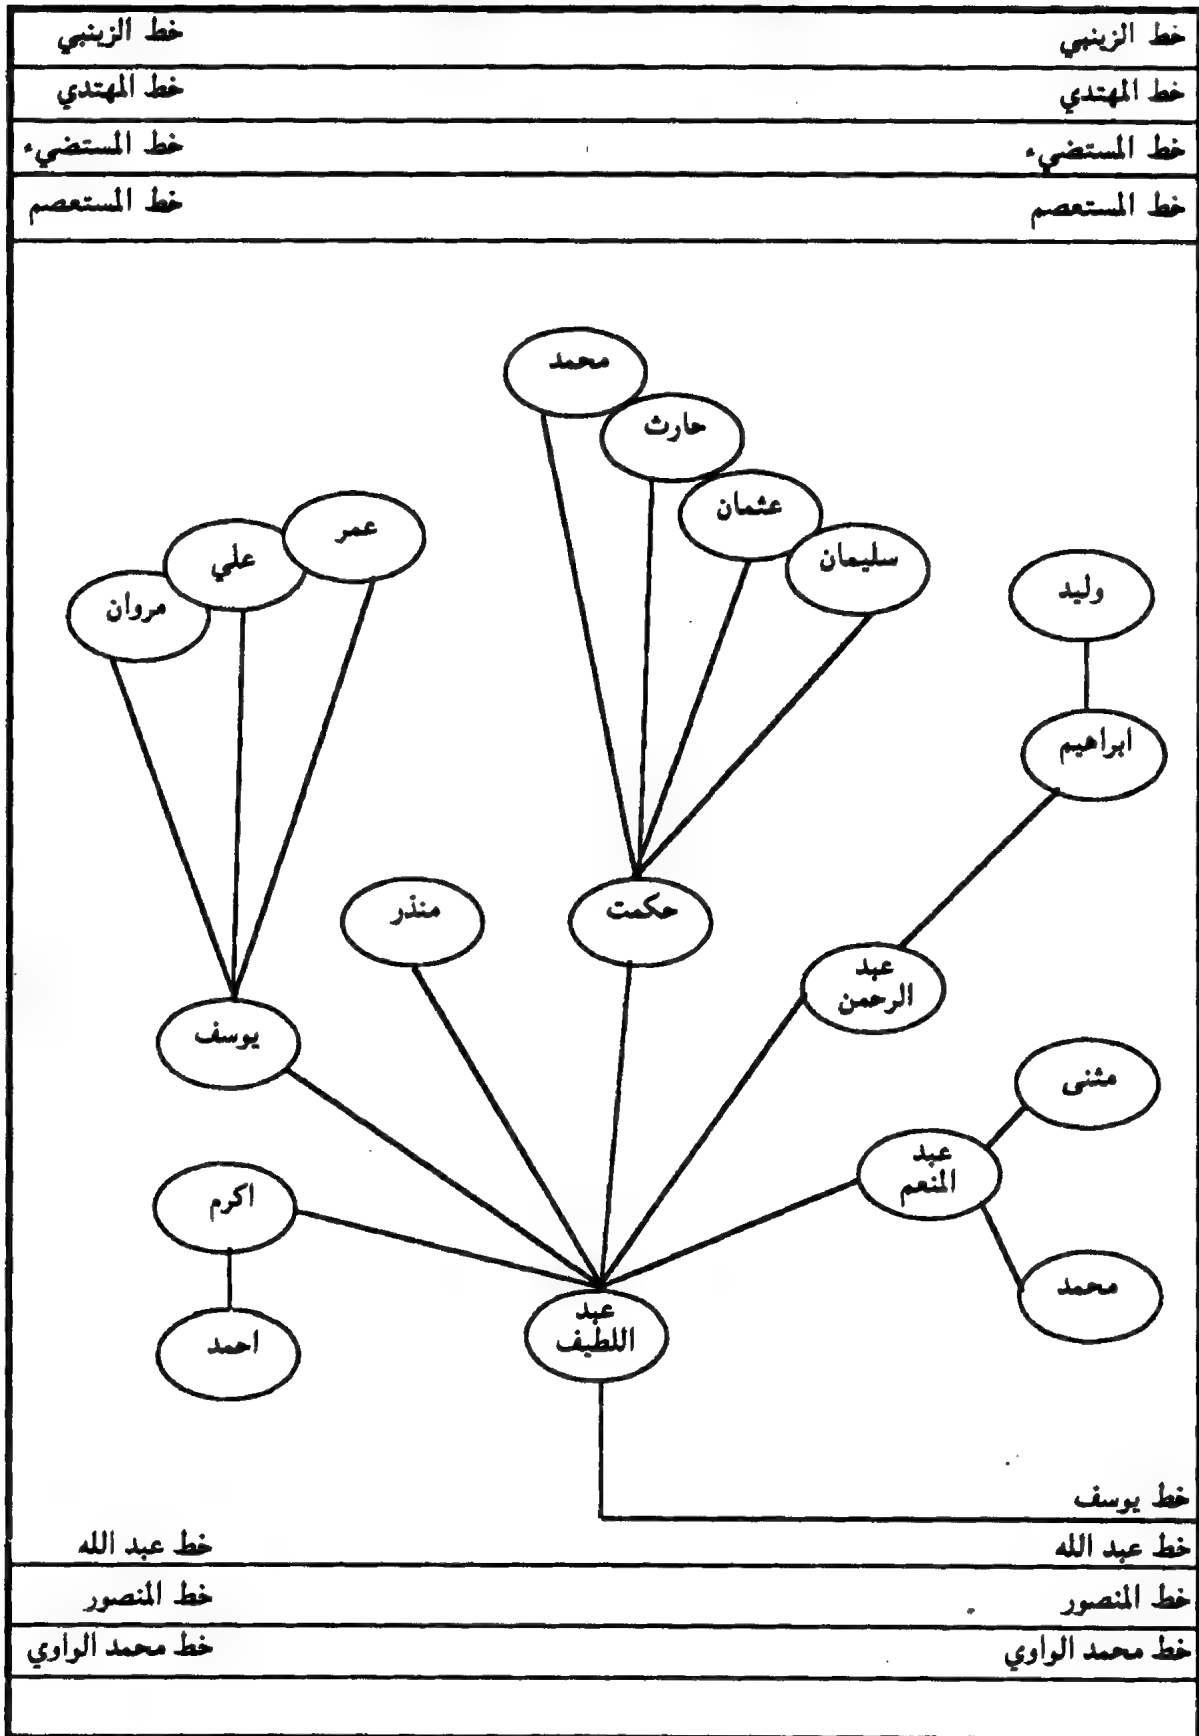 خط الزينبي
خط الزينبي
خط المهتدي
خط المهتدي
خط المستضيء
خط المستضيء
خط المستعصم
خط المستعصم
محمد
حارث
عثمان
سليمان
عمر
علي
مروان
وليد
ابراهيم
حكمت
منذر
عبد
الرحمن
يوسف
مثنى
عبد
المنعم
اكرم
محمد
عبد
اللطيف
احمد
خط يوسف
خط عبد الله
خط عبد الله
خط المنصور
خط المنصور
خط محمد الواوي
خط محمد الواوي